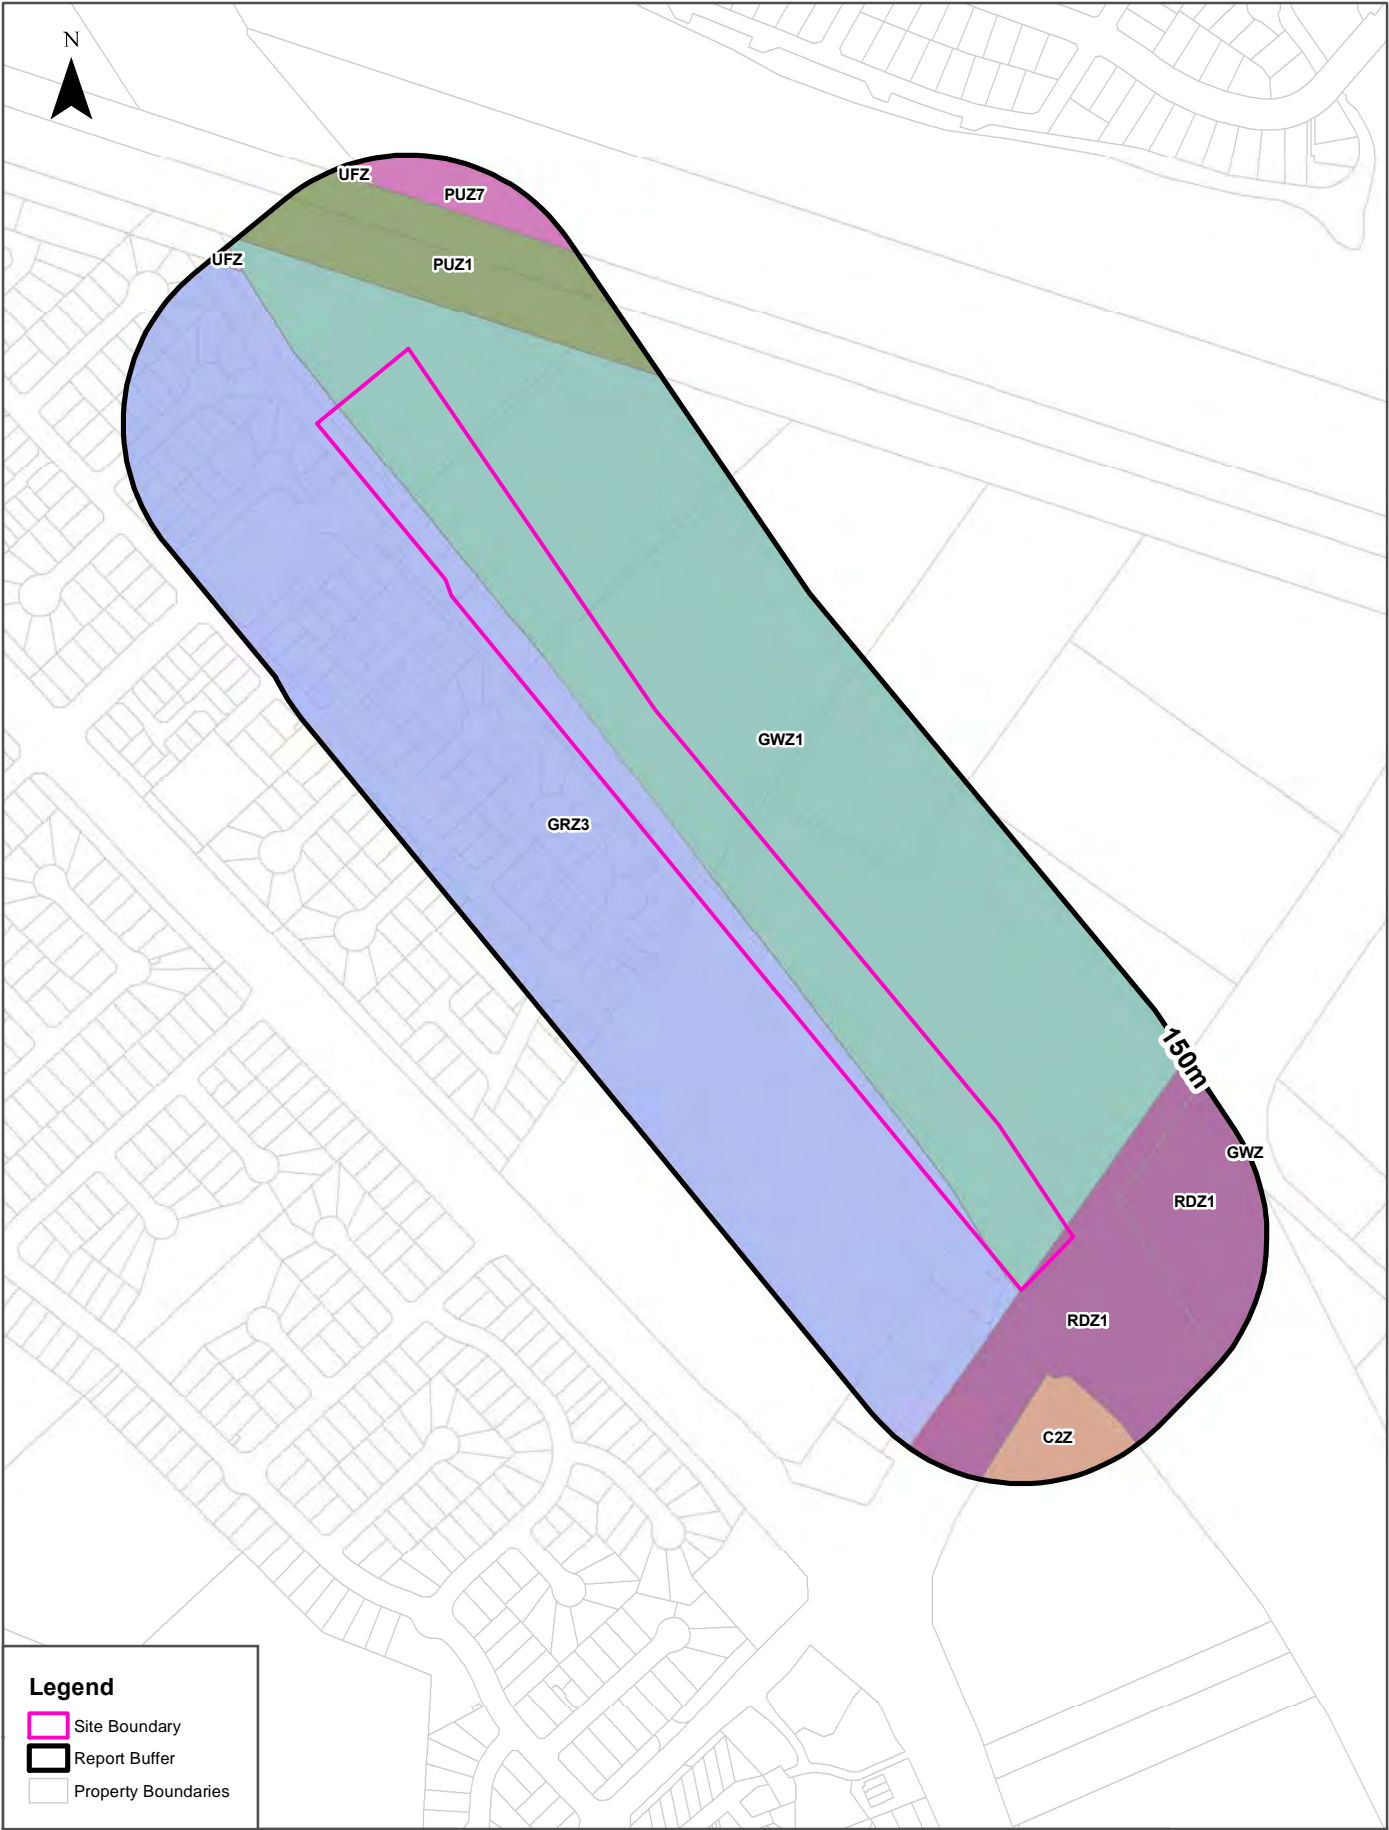 N
UFZ
PUZ7
UFZ
PUZ1
GWZ1
GRZ3
150m
GWZ
RDZ1
RDZ1
C2Z
Legend
Site Boundary
Report Buffer
Property Boundaries